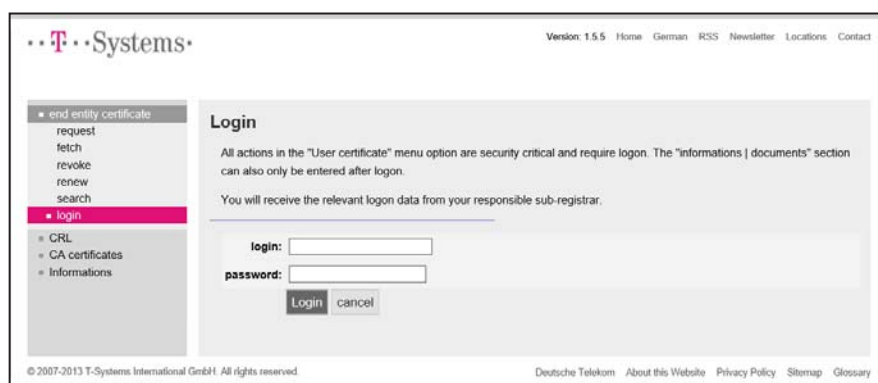 ··T··Systems·
Version: 1.5.5 Home German RSS Newsletter Locations Contact
end entity certificate
request
fetch
revoke
renew
search
login
CRL
CA certificates
Informations
Login
All actions in the "User certificate" menu option are security critical and require logon. The "informations | documents" section
can also only be entered after logon.
You will receive the relevant logon data from your responsible sub-registrar.
login:
password:
Login cancel
© 2007-2013 T-Systems International GmbH. All rights reserved.
Deutsche Telekom About this Website Privacy Policy Sitemap Glossary